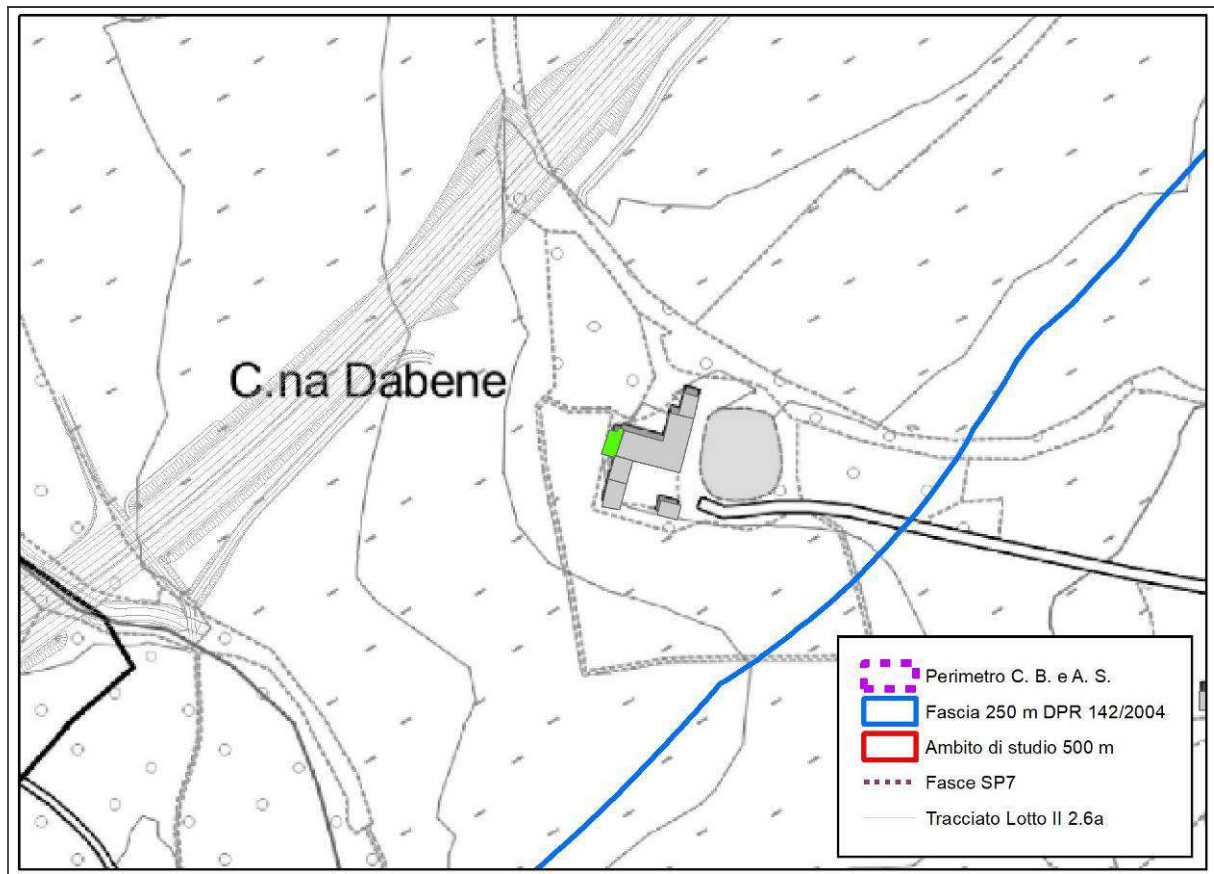 C.na Dabene
Perimetro C. B. e A. S.
Fascia 250 m DPR 142/2004
Ambito di studio 500 m
Fasce SP7
Tracciato Lotto II 2.6a